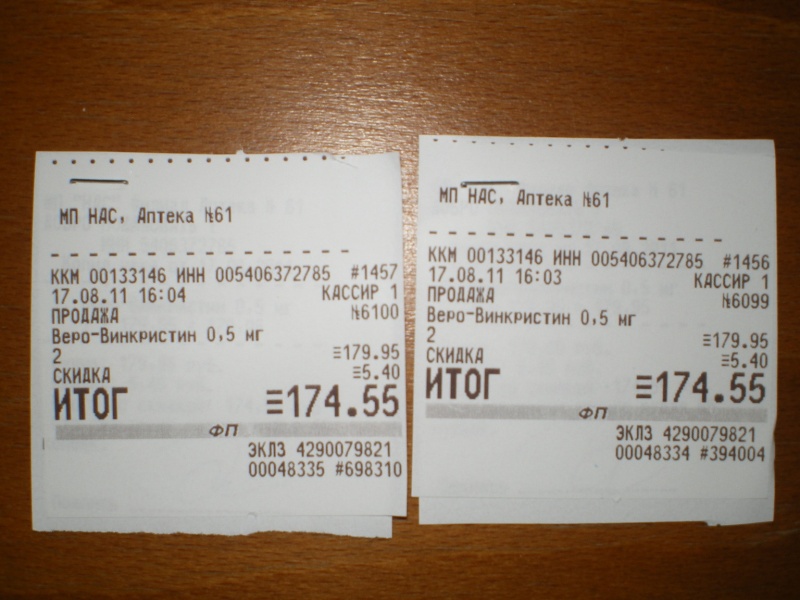 МП НАС, Аптека №61
ККМ 00133146 ИНН 005406372785 #1457
17.08.11 16:04 КАССИР 1
ПРОДАЖА №6100
Веро-Винкристин 0,5 мг
2 ≡179.95
СКИДКА ≡5.40
ИТОГ ≡174.55
ФП
ЭКЛЗ 4290079821
00048335 #698310
МП НАС, Аптека №61
ККМ 00133146 ИНН 005406372785 #1456
17.08.11 16:03 КАССИР 1
ПРОДАЖА №6099
Веро-Винкристин 0,5 мг
2 ≡179.95
СКИДКА ≡5.40
ИТОГ ≡174.55
ФП
ЭКЛЗ 4290079821
00048334 #394004